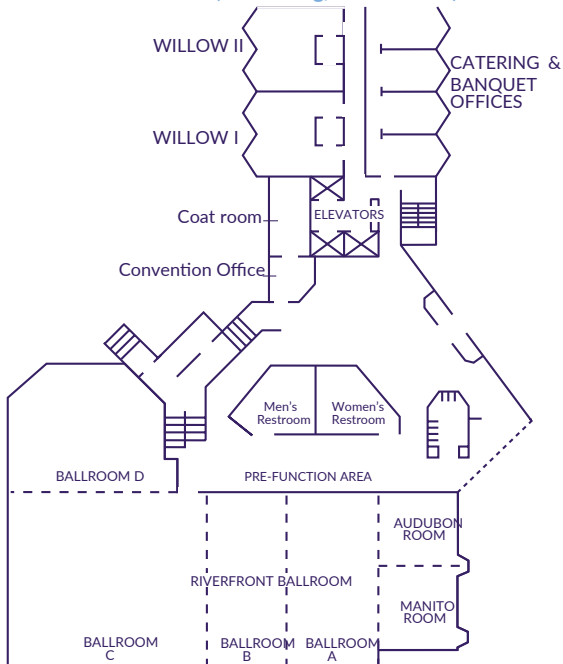 WILLOW II
CATERING &
BANQUET
OFFICES
WILLOW I
Coat room
ELEVATORS
Convention Office
Men's
Restroom
Women's
Restroom
BALLROOM D
PRE-FUNCTION AREA
AUDUBON
ROOM
RIVERFRONT BALLROOM
MANITO
ROOM
BALLROOM
C
BALLROOM
B
BALLROOM
A